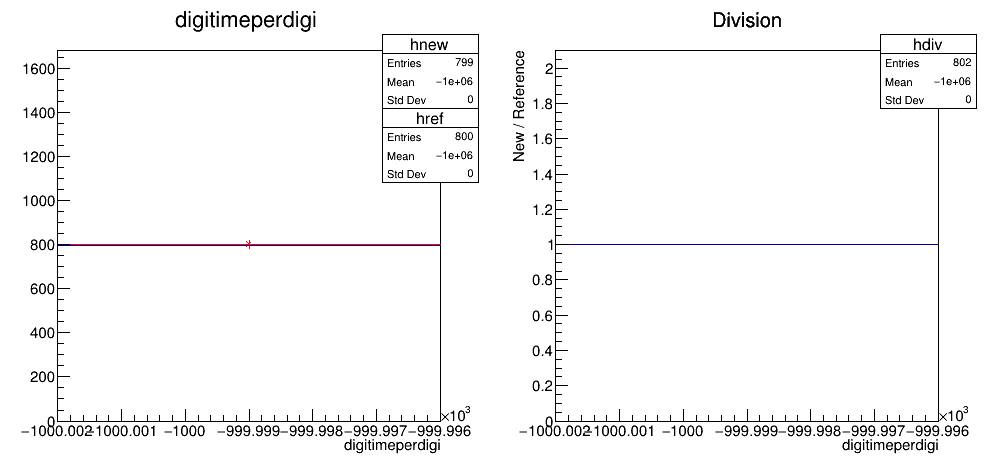 digitimeperdigi
hnew
Entries 799
Mean −1e+06
Std Dev 0
href
Entries 800
Mean −1e+06
Std Dev 0
1600
1400
1200
1000
800
600
400
200
0
−1000.002 −1000.001 −1000 −999.999 −999.998 −999.997 −999.996
×10³
digitimeperdigi
Division
hdiv
Entries 802
Mean −1e+06
Std Dev 0
New / Reference
2
1.8
1.6
1.4
1.2
1
0.8
0.6
0.4
0.2
0
−1000.002 −1000.001 −1000 −999.999 −999.998 −999.997 −999.996
×10³
digitimeperdigi